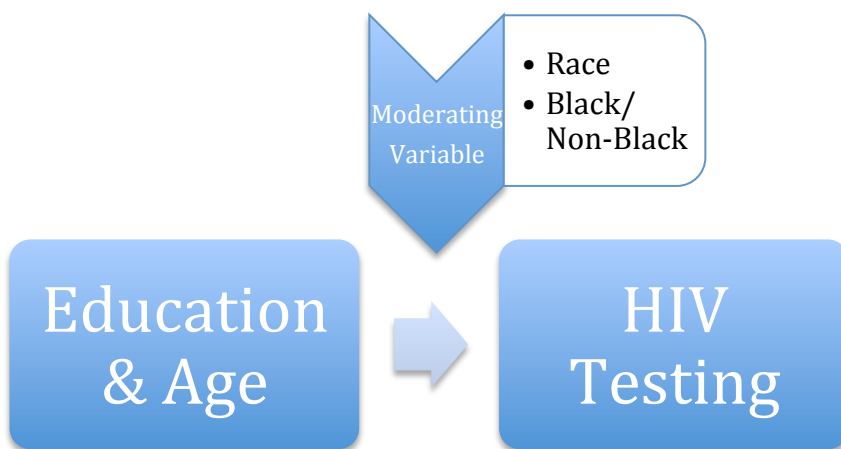 Moderating
Variable
• Race
• Black/
Non-Black
Education
& Age
HIV
Testing